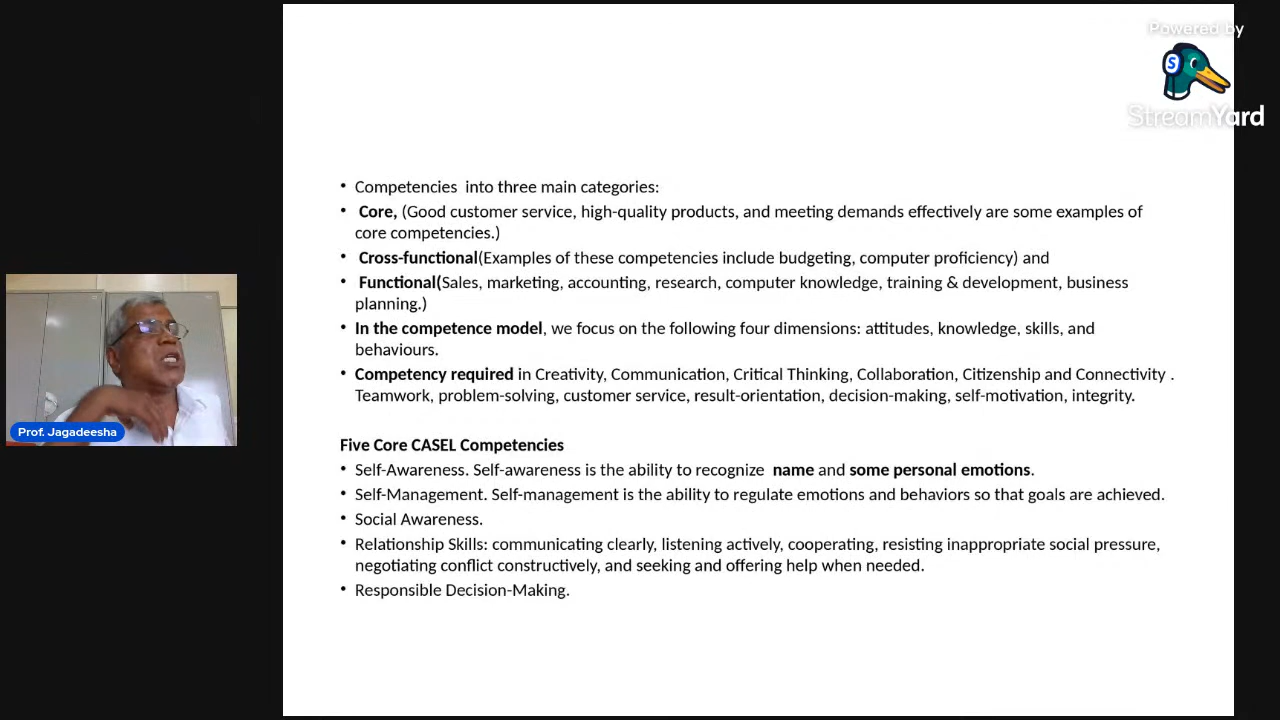 Powered by
StreamYard
• Competencies into three main categories:
• Core, (Good customer service, high-quality products, and meeting demands effectively are some examples of
core competencies.)
• Cross-functional(Examples of these competencies include budgeting, computer proficiency) and
• Functional(Sales, marketing, accounting, research, computer knowledge, training & development, business
planning.)
• In the competence model, we focus on the following four dimensions: attitudes, knowledge, skills, and
behaviours.
• Competency required in Creativity, Communication, Critical Thinking, Collaboration, Citizenship and Connectivity .
Teamwork, problem-solving, customer service, result-orientation, decision-making, self-motivation, integrity.
Five Core CASEL Competencies
• Self-Awareness. Self-awareness is the ability to recognize name and some personal emotions.
• Self-Management. Self-management is the ability to regulate emotions and behaviors so that goals are achieved.
• Social Awareness.
• Relationship Skills: communicating clearly, listening actively, cooperating, resisting inappropriate social pressure,
negotiating conflict constructively, and seeking and offering help when needed.
• Responsible Decision-Making.
Prof. Jagadeesha